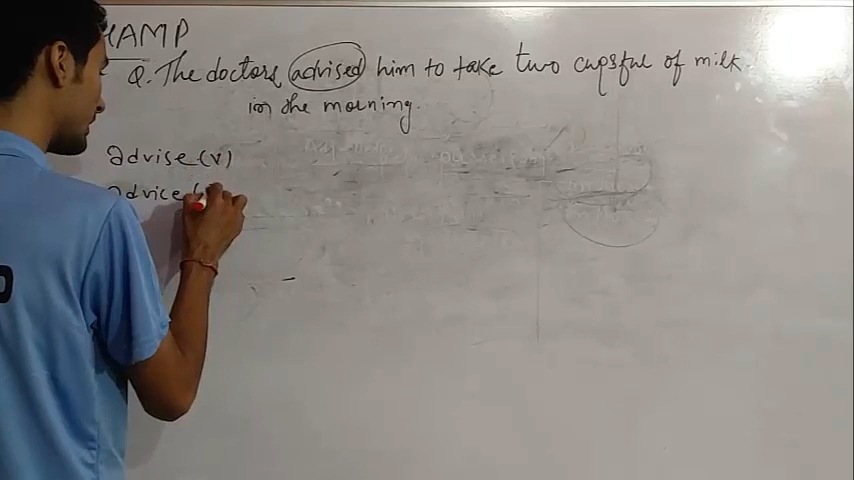 HAMP
Q. The doctors advised him to take two cupsful of milk.
in the morning.
advise (v)
advice (